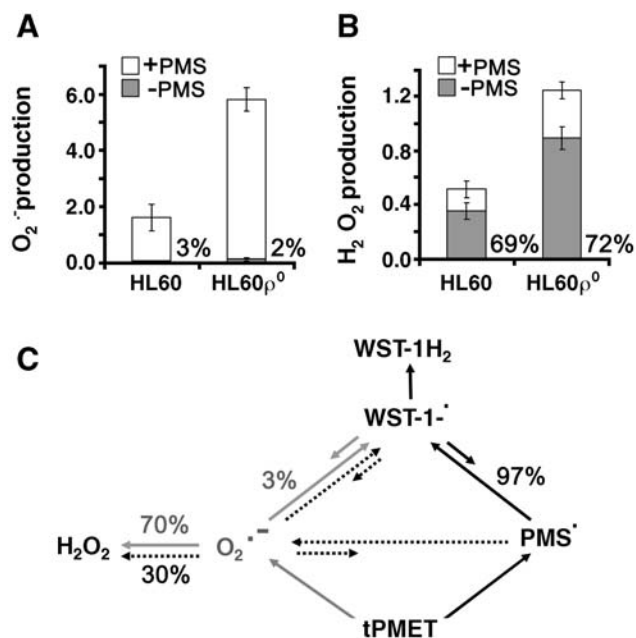 A
+PMS
-PMS
O₂·⁻ production
6.0
4.0
2.0
0.0
3%
2%
HL60
HL60ρ⁰
B
+PMS
-PMS
H₂ O₂ production
1.2
0.8
0.4
0.0
69%
72%
HL60
HL60ρ⁰
C
WST-1H₂
WST-1-·
3%
97%
70%
H₂O₂
O₂·⁻
PMS·
30%
tPMET